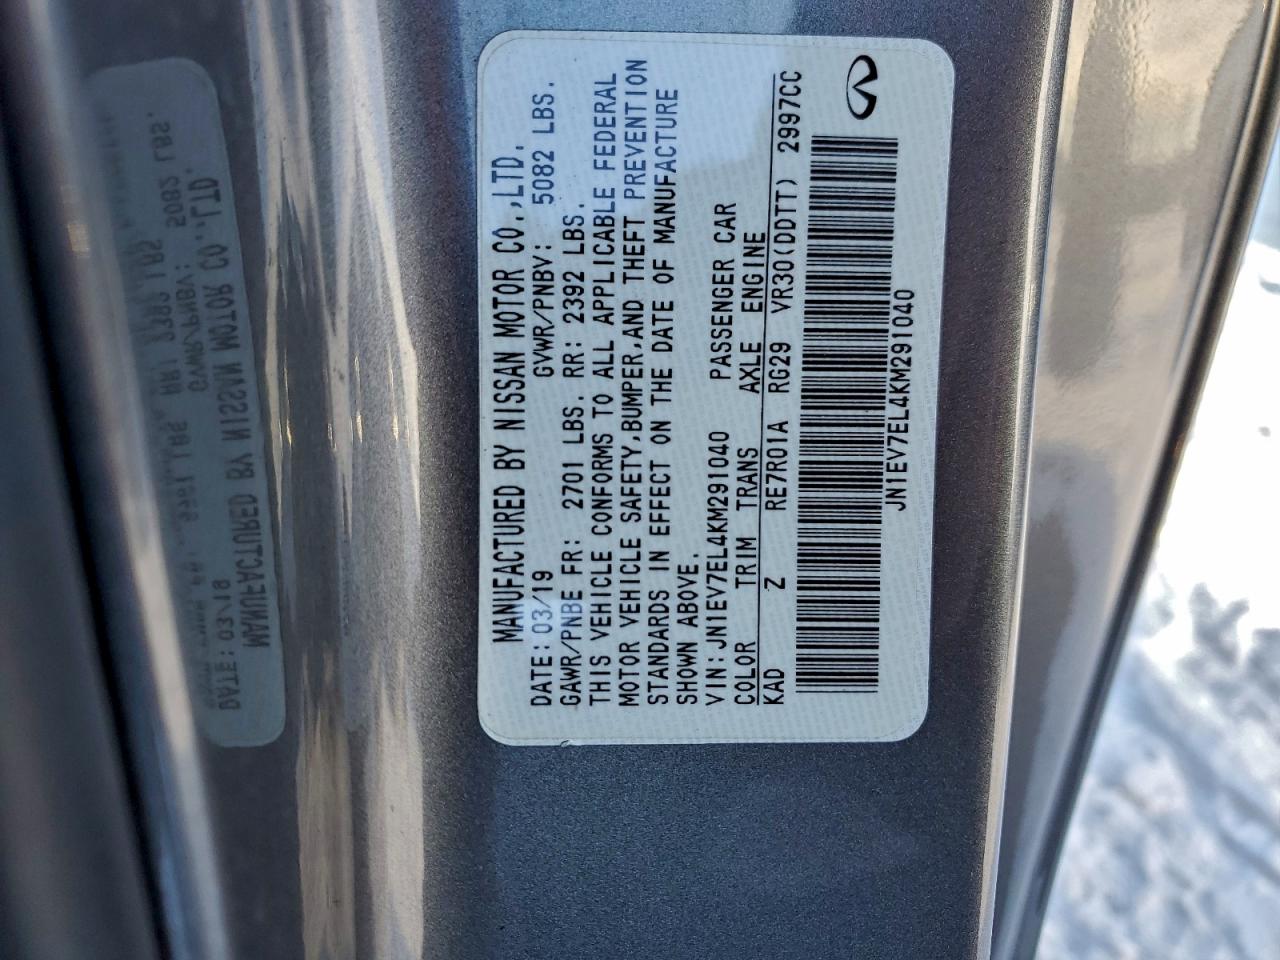 MANUFACTURED BY NISSAN MOTOR CO.,LTD.
DATE: 03/19 GVWR/PNBV: 5082 LBS.
GAWR/PNBE FR: 2701 LBS. RR: 2392 LBS.
THIS VEHICLE CONFORMS TO ALL APPLICABLE FEDERAL
MOTOR VEHICLE SAFETY,BUMPER,AND THEFT PREVENTION
STANDARDS IN EFFECT ON THE DATE OF MANUFACTURE
SHOWN ABOVE.
VIN:JN1EV7EL4KM291040 PASSENGER CAR
COLOR TRIM TRANS AXLE ENGINE
KAD Z RE7R01A RG29 VR30(DDTT) 2997CC
JN1EV7EL4KM291040